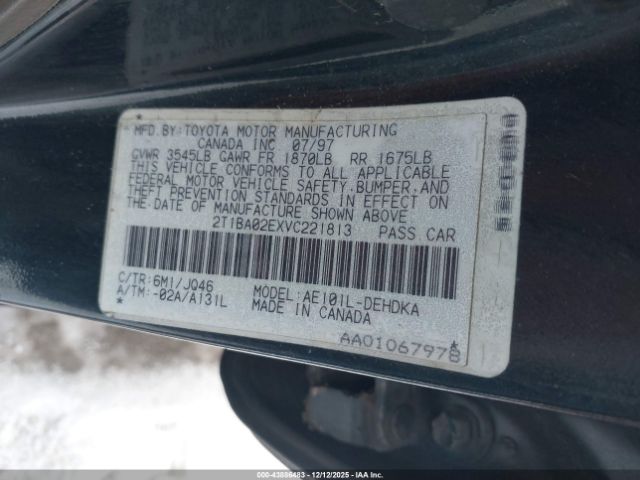 MFD.BY:TOYOTA MOTOR MANUFACTURING
CANADA INC 07/97
GVWR 3545LB GAWR FR 1870LB RR 1675LB
THIS VEHICLE CONFORMS TO ALL APPLICABLE
FEDERAL MOTOR VEHICLE SAFETY,BUMPER,AND
THEFT PREVENTION STANDARDS IN EFFECT ON
THE DATE OF MANUFACTURE SHOWN ABOVE
2T1BA02EXVC221813 PASS CAR
C/TR:6M1/JQ46 MODEL:AE101L-DEHDKA
A/TM:-02A/A131L MADE IN CANADA
* *
AA01067978
000-43886483 - 12/12/2025 - IAA Inc.